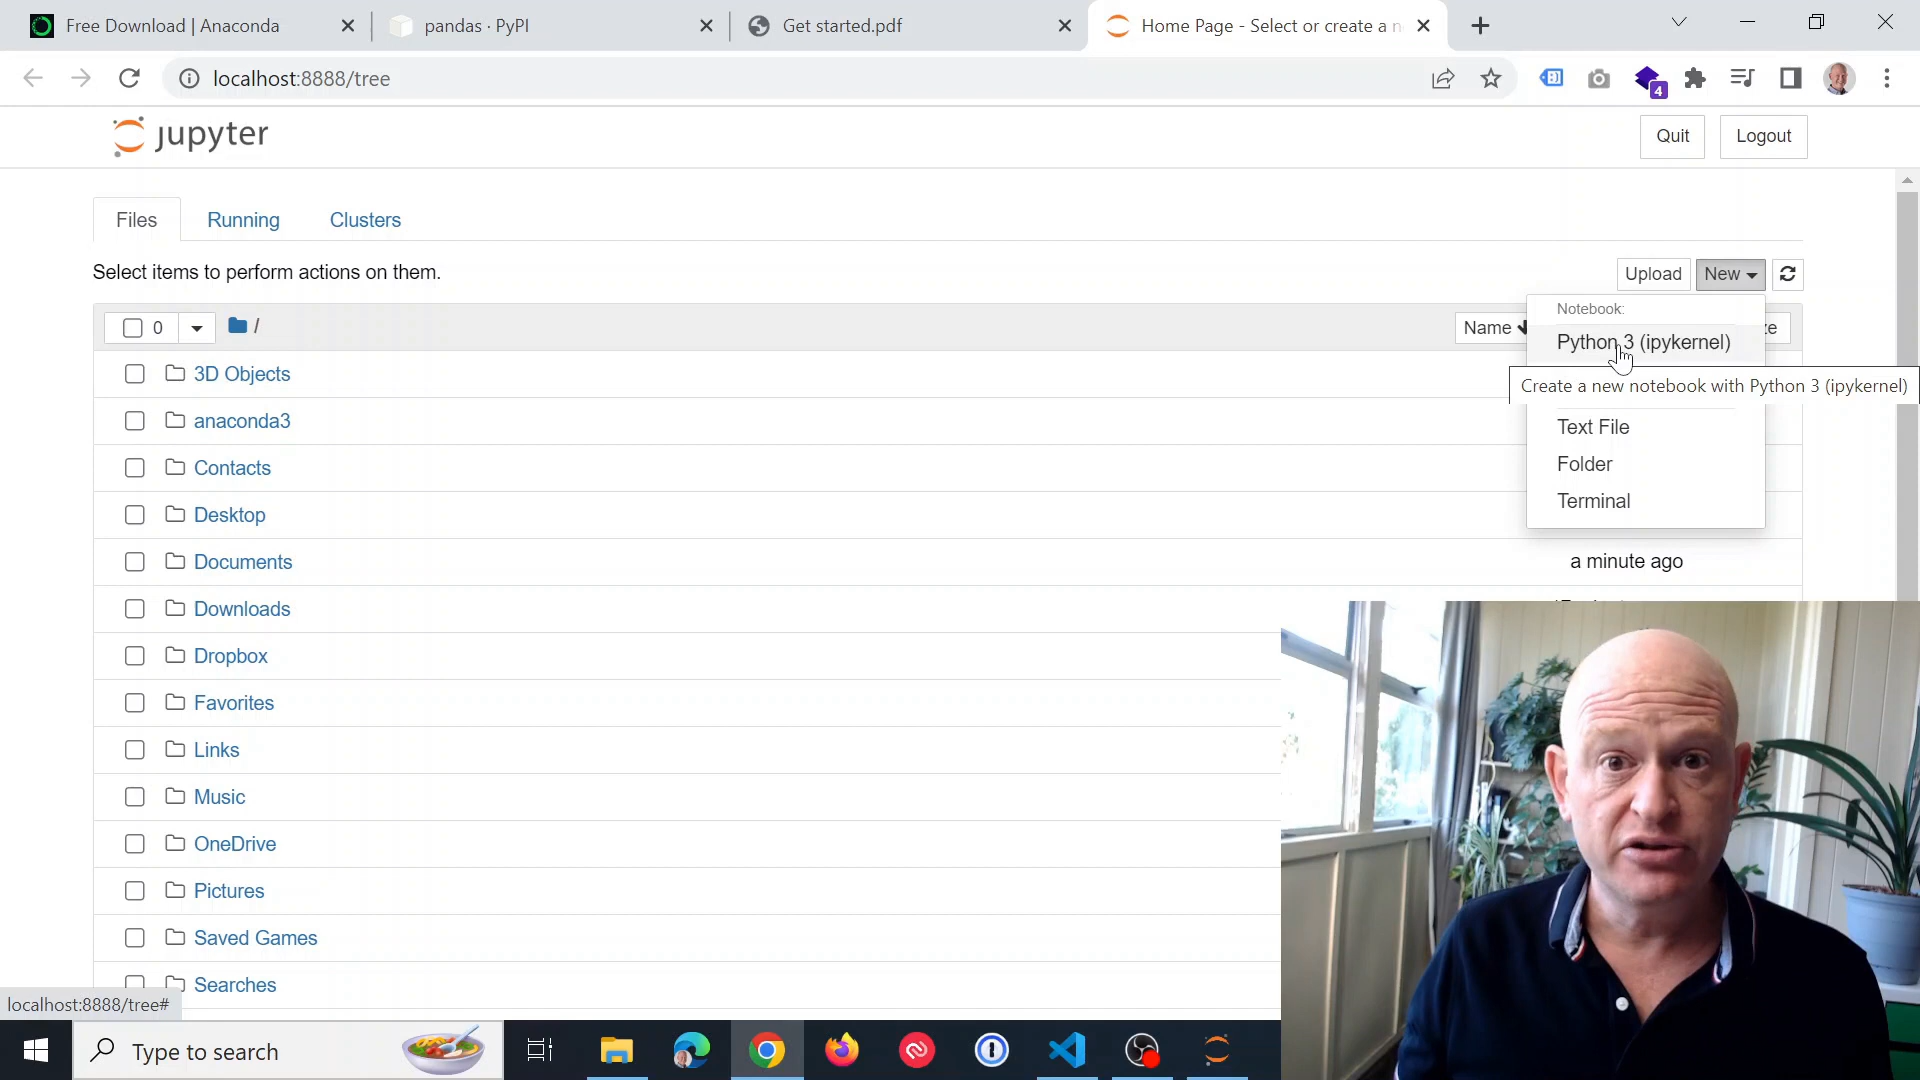 Free Download | Anaconda
pandas · PyPI
Get started.pdf
Home Page - Select or create a n
localhost:8888/tree
4
jupyter
Quit
Logout
Files
Running
Clusters
Select items to perform actions on them.
Upload
New
0
/
Name
ze
Notebook:
Python 3 (ipykernel)
Create a new notebook with Python 3 (ipykernel)
Text File
Folder
Terminal
3D Objects
anaconda3
Contacts
Desktop
Documents
a minute ago
Downloads
Dropbox
Favorites
Links
Music
OneDrive
Pictures
Saved Games
Searches
localhost:8888/tree#
Type to search